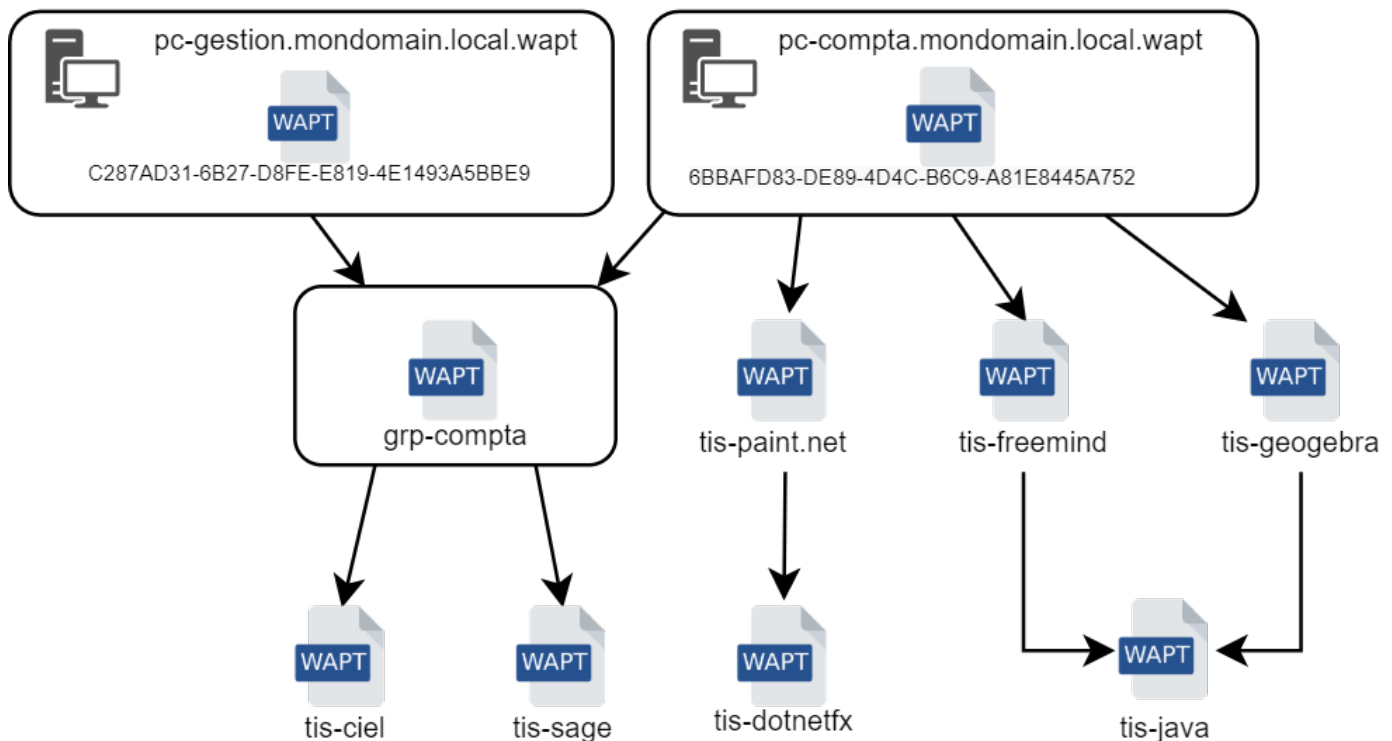 pc-gestion.mondomain.local.wapt
WAPT
C287AD31-6B27-D8FE-E819-4E1493A5BBE9
pc-compta.mondomain.local.wapt
WAPT
6BBAFD83-DE89-4D4C-B6C9-A81E8445A752
WAPT
grp-compta
WAPT
tis-paint.net
WAPT
tis-freemind
WAPT
tis-geogebra
WAPT
tis-ciel
WAPT
tis-sage
WAPT
tis-dotnetfx
WAPT
tis-java